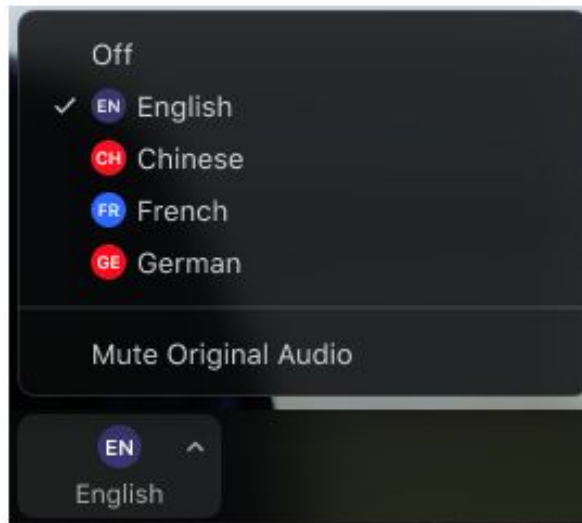 Off
EN English
CH Chinese
FR French
GE German
Mute Original Audio
EN
English